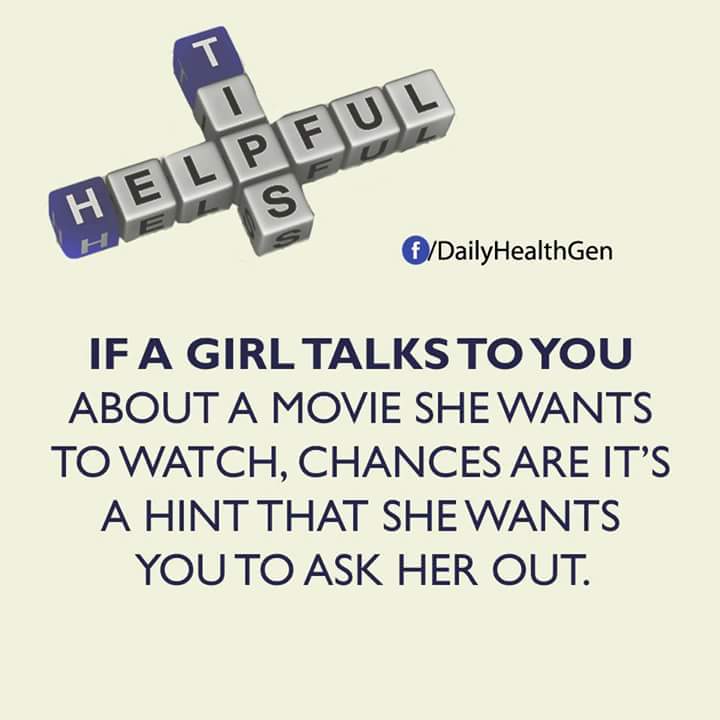 TIPS
HELPFUL
f/DailyHealthGen
IF A GIRL TALKS TO YOU
ABOUT A MOVIE SHE WANTS
TO WATCH, CHANCES ARE IT'S
A HINT THAT SHE WANTS
YOU TO ASK HER OUT.